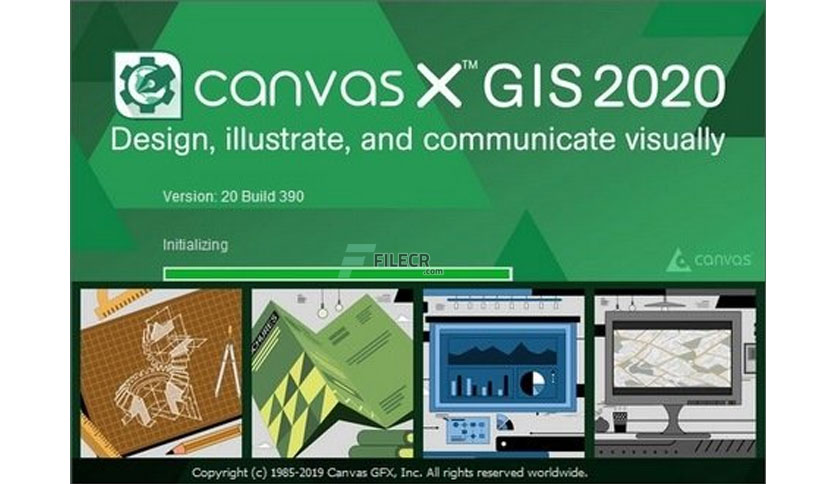 canvas X™ GIS 2020
Design, illustrate, and communicate visually
Version: 20 Build 390
Initializing
FILECR
.com
canvas
CHURES
Copyright (c) 1985-2019 Canvas GFX, Inc. All rights reserved worldwide.